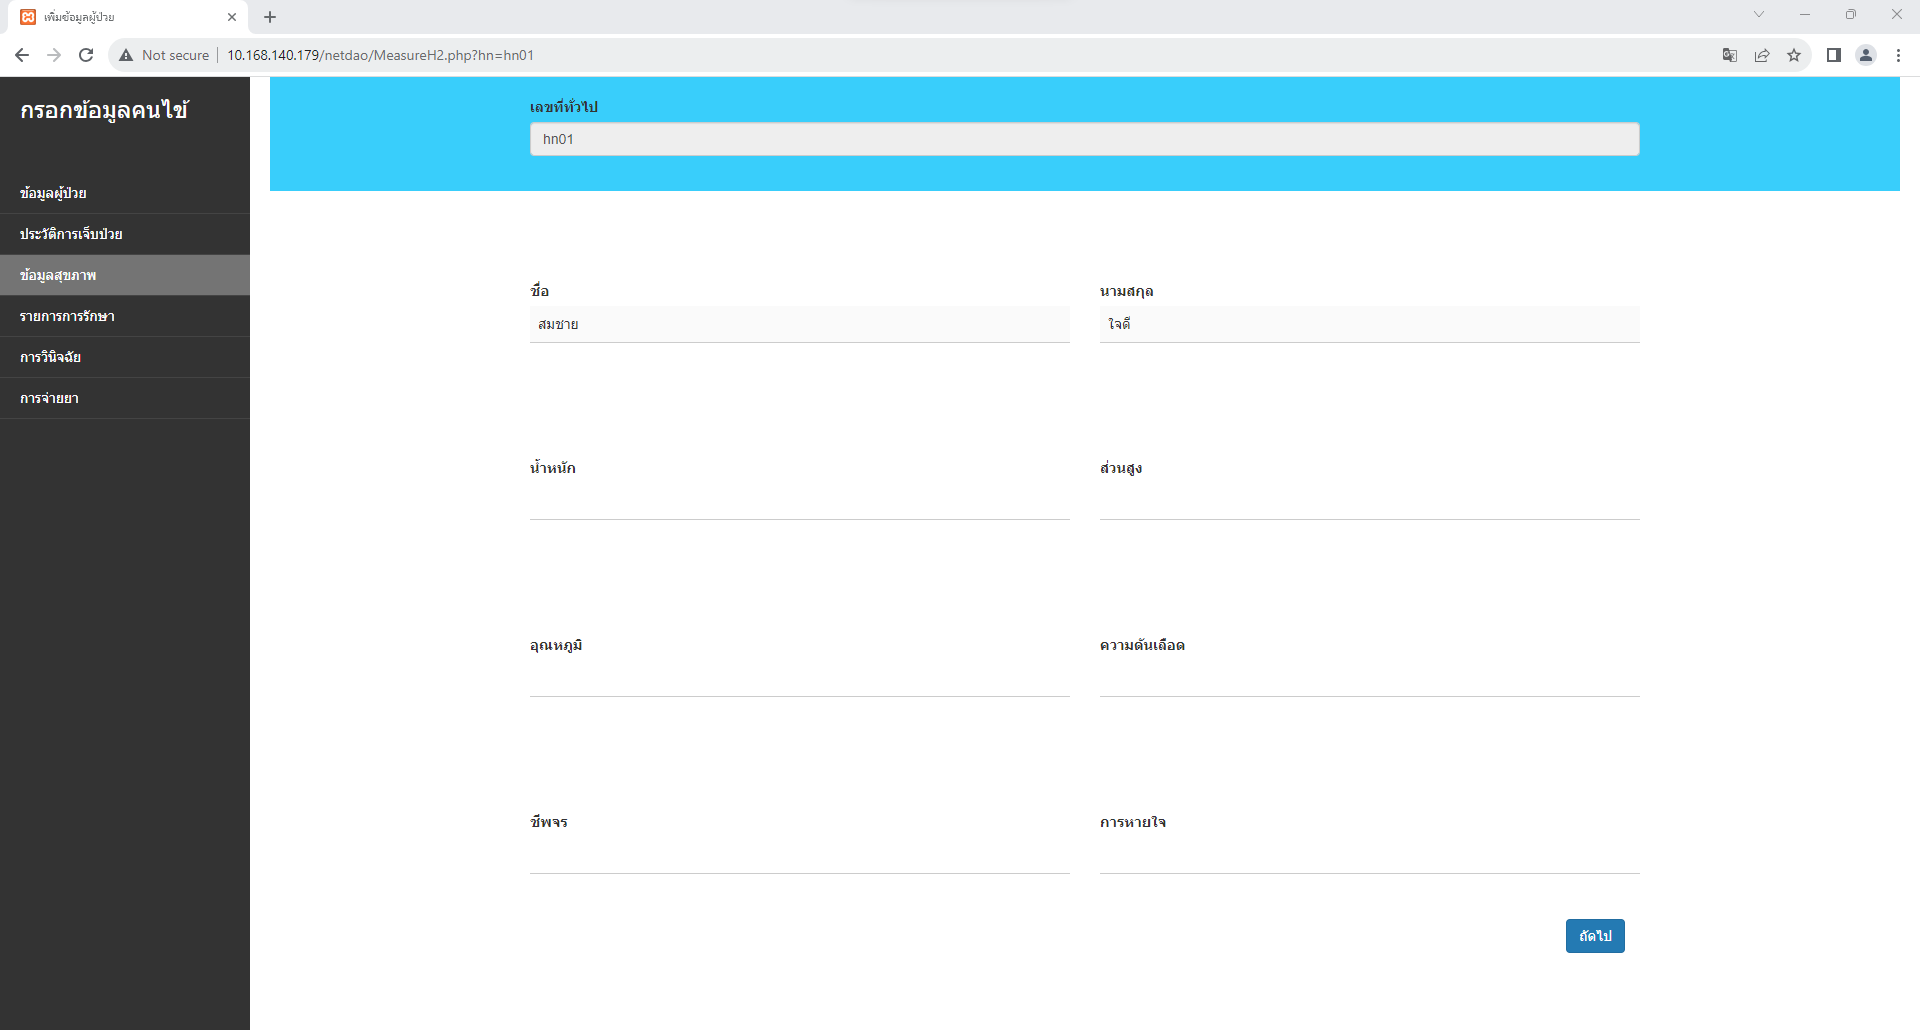 เพิ่มข้อมูลผู้ป่วย
Not secure
10.168.140.179/netdao/MeasureH2.php?hn=hn01
กรอกข้อมูลคนไข้
ข้อมูลผู้ป่วย
ประวัติการเจ็บป่วย
ข้อมูลสุขภาพ
รายการการรักษา
การวินิจฉัย
การจ่ายยา
เลขที่ทั่วไป
hn01
ชื่อ
นามสกุล
สมชาย
ใจดี
น้ำหนัก
ส่วนสูง
อุณหภูมิ
ความดันเลือด
ชีพจร
การหายใจ
ถัดไป